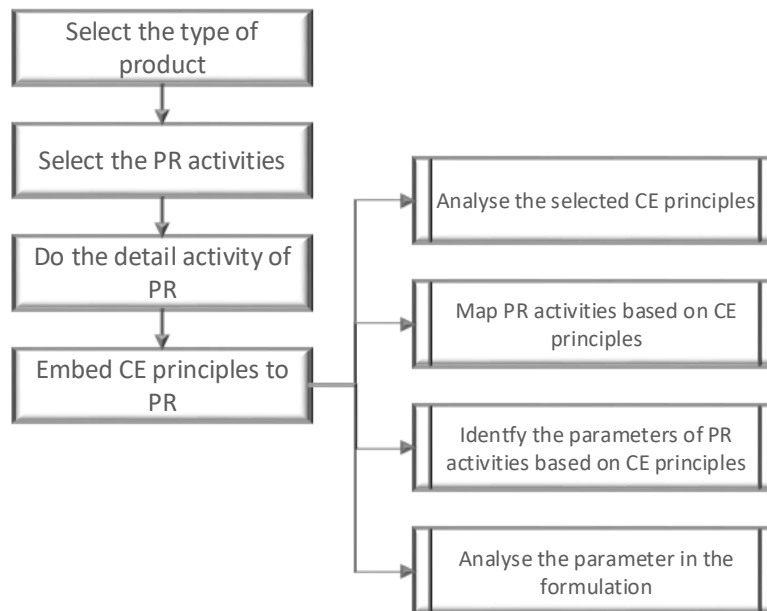 Select the type of
product
Select the PR activities
Do the detail activity of
PR
Embed CE principles to
PR
Analyse the selected CE principles
Map PR activities based on CE
principles
Identfy the parameters of PR
activities based on CE principles
Analyse the parameter in the
formulation